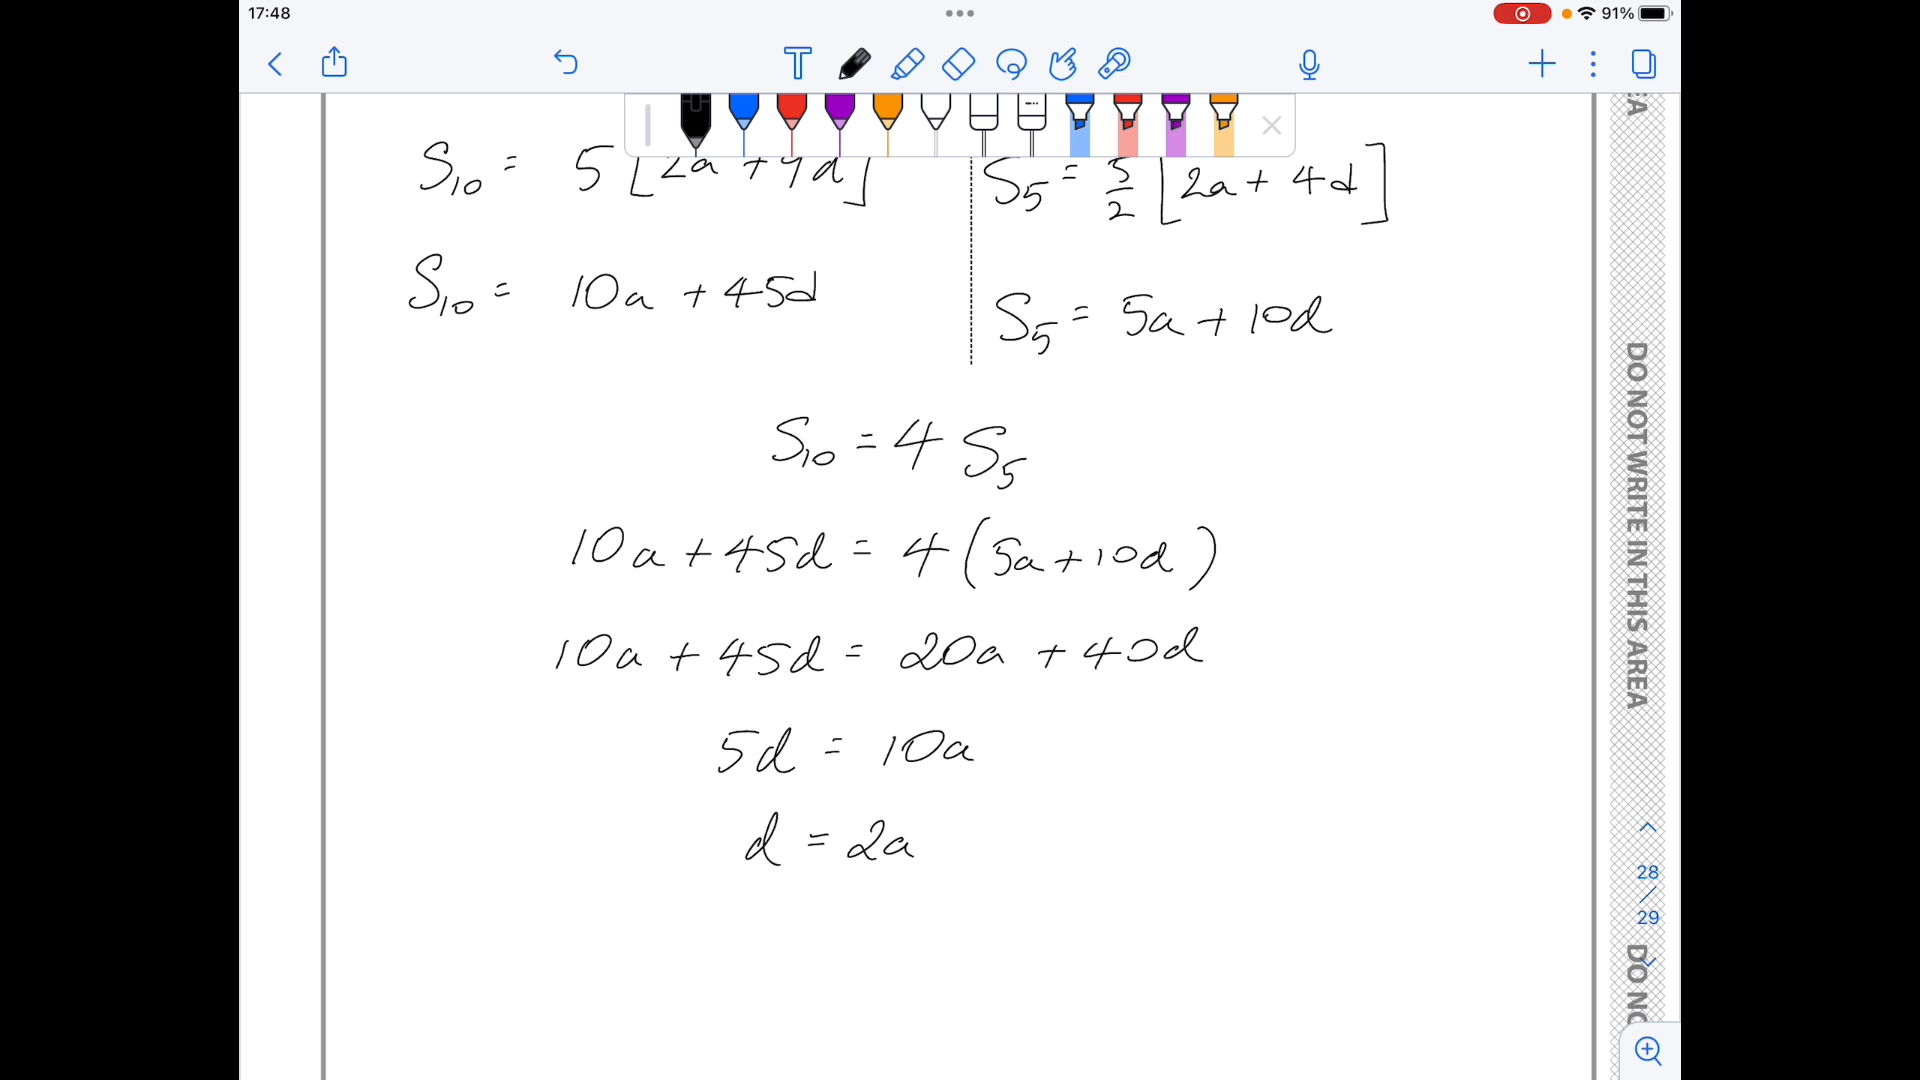 17:48
91%
S₁₀ = 5[2a + 9d]
S₅ = 5/2 [2a + 4d]
S₁₀ = 10a + 45d
S₅ = 5a + 10d
S₁₀ = 4 S₅
10a + 45d = 4(5a + 10d)
10a + 45d = 20a + 40d
5d = 10a
d = 2a
A
DO NOT WRITE IN THIS AREA
DO NO
28
/
29